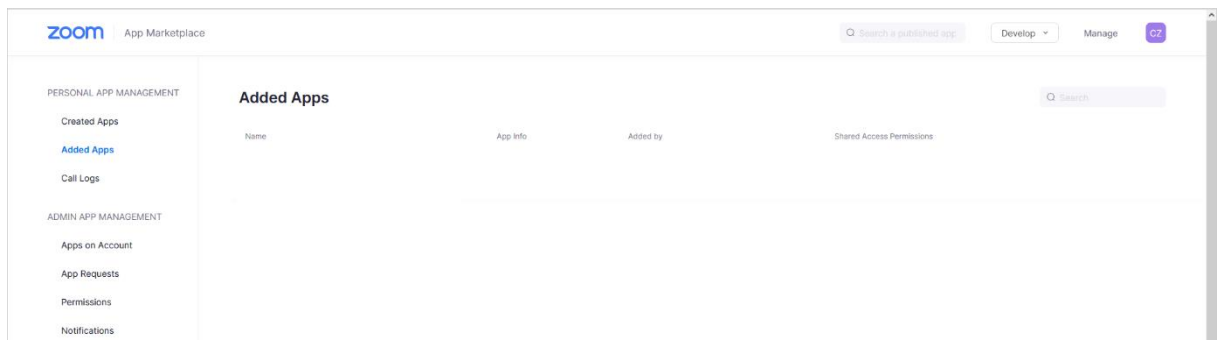 zoom App Marketplace
Search a published app
Develop
Manage
CZ
PERSONAL APP MANAGEMENT
Created Apps
Added Apps
Call Logs
ADMIN APP MANAGEMENT
Apps on Account
App Requests
Permissions
Notifications
Added Apps
Search
Name App Info Added by Shared Access Permissions